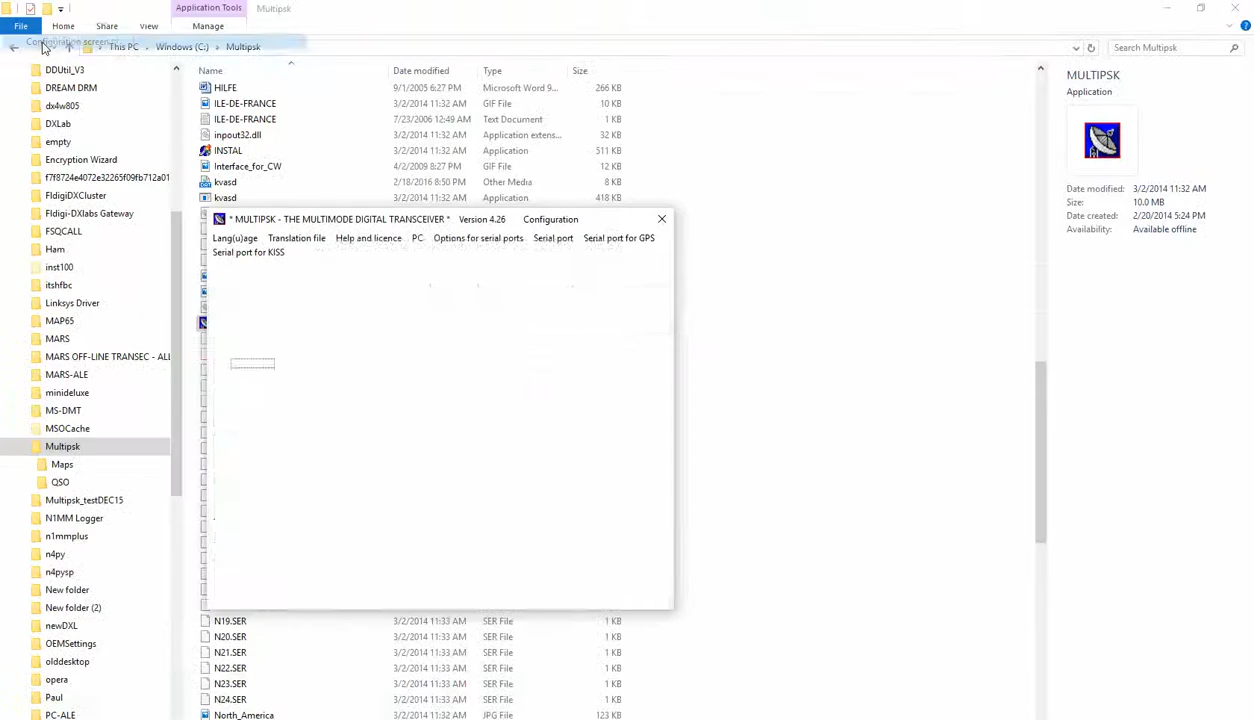 Application Tools
Multipsk
File
Home
Share
View
Manage
Configuration screen
This PC
Windows (C:)
Multipsk
Search Multipsk
DDUtil_V3
DREAM DRM
dx4w805
DXLab
empty
Encryption Wizard
f7f8724e4072e32265f09fb712a01
FldigiDXCluster
Fldigi-DXlabs Gateway
FSQCALL
Ham
inst100
itshfbc
Linksys Driver
MAP65
MARS
MARS OFF-LINE TRANSEC - ALL
MARS-ALE
minideluxe
MS-DMT
MSOCache
Multipsk
Maps
QSO
Multipsk_testDEC15
N1MM Logger
n1mmplus
n4py
n4pysp
New folder
New folder (2)
newDXL
OEMSettings
olddesktop
opera
Paul
PC-ALE
Name Date modified Type Size
HILFE 9/1/2005 6:27 PM Microsoft Word 9... 266 KB
ILE-DE-FRANCE 3/2/2014 11:32 AM GIF File 10 KB
ILE-DE-FRANCE 7/23/2006 12:49 AM Text Document 1 KB
inpout32.dll 3/2/2014 11:32 AM Application extens... 32 KB
INSTAL 3/2/2014 11:32 AM Application 511 KB
Interface_for_CW 4/2/2009 8:27 PM GIF File 12 KB
kvasd 2/18/2016 8:50 PM Other Media 8 KB
kvasd 3/2/2014 11:32 AM Application 418 KB
* MULTIPSK - THE MULTIMODE DIGITAL TRANSCEIVER * Version 4.26 Configuration
Lang(u)age Translation file Help and licence PC Options for serial ports Serial port Serial port for GPS
Serial port for KISS
N19.SER 3/2/2014 11:33 AM SER File 1 KB
N20.SER 3/2/2014 11:33 AM SER File 1 KB
N21.SER 3/2/2014 11:33 AM SER File 1 KB
N22.SER 3/2/2014 11:33 AM SER File 1 KB
N23.SER 3/2/2014 11:33 AM SER File 1 KB
N24.SER 3/2/2014 11:33 AM SER File 1 KB
North_America 3/2/2014 11:32 AM JPG File 123 KB
MULTIPSK
Application
Date modified: 3/2/2014 11:32 AM
Size: 10.0 MB
Date created: 2/20/2014 5:24 PM
Availability: Available offline